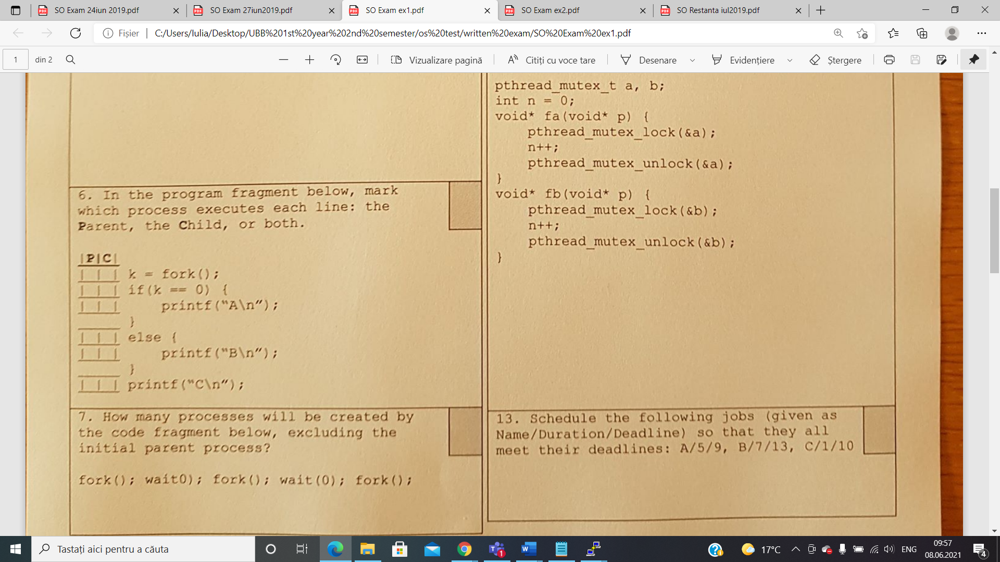 SO Exam 24iun 2019.pdf
SO Exam 27iun2019.pdf
SO Exam ex1.pdf
SO Exam ex2.pdf
SO Restanta iul2019.pdf
Fișier
C:/Users/Iulia/Desktop/UBB%201st%20year%202nd%20semester/os%20test/written%20exam/SO%20Exam%20ex1.pdf
1
din 2
Vizualizare pagină
Citiți cu voce tare
Desenare
Evidențiere
Ștergere
6. In the program fragment below, mark
which process executes each line: the
Parent, the Child, or both.
|P|C|
| | | k = fork();
| | | if(k == 0) {
| | | printf("A\n");
}
| | | else {
| | | printf("B\n");
}
| | | printf("C\n");
7. How many processes will be created by
the code fragment below, excluding the
initial parent process?
fork(); wait0); fork(); wait(0); fork();
pthread_mutex_t a, b;
int n = 0;
void* fa(void* p) {
pthread_mutex_lock(&a);
n++;
pthread_mutex_unlock(&a);
}
void* fb(void* p) {
pthread_mutex_lock(&b);
n++;
pthread_mutex_unlock(&b);
}
13. Schedule the following jobs (given as
Name/Duration/Deadline) so that they all
meet their deadlines: A/5/9, B/7/13, C/1/10
Tastați aici pentru a căuta
1
17°C
ENG
09:57
08.06.2021
4